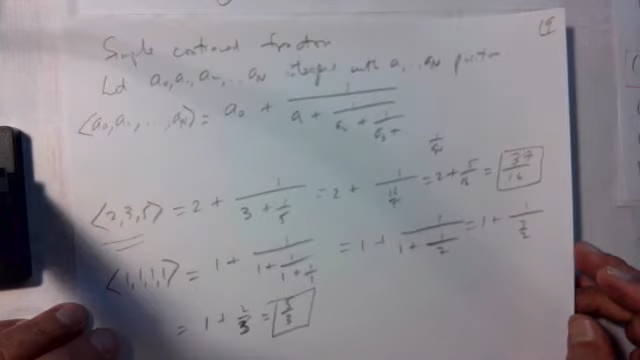 19
Simple continued fraction
Let a₀, a₁, a₂, ... a_N integers with a₁ ... a_N positive
⟨a₀, a₁, ..., a_N⟩ = a₀ + 1/(a + 1/(a₂ + 1/(a₃ +
1/a_N
⟨2,3,5⟩ = 2 + 1/(3 + 1/5) = 2 + 1/ = 2 + 5/16 = 37/16
⟨1,1,1,1⟩ = 1 + 1/(1 + 1/(1 + 1/1)) = 1 + 1/(1 + 1/2) = 1 + 1/(3/2)
= 1 + 2/3 = 5/3